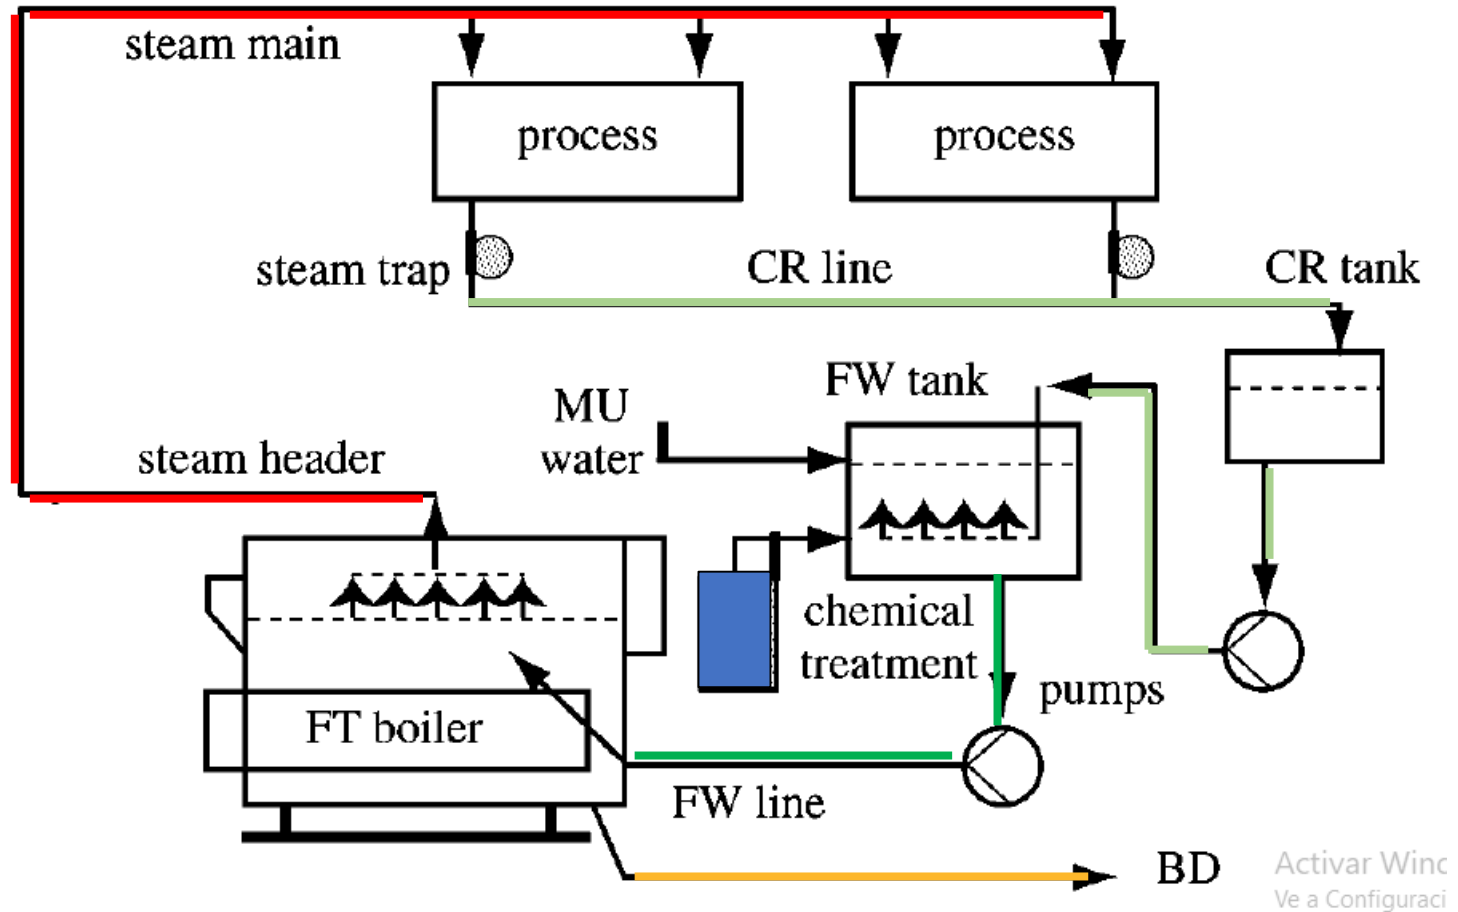 steam main
process
process
steam trap
CR line
CR tank
FW tank
MU
water
steam header
chemical
treatment
pumps
FT boiler
FW line
BD
Activar Winc
Ve a Configuraci